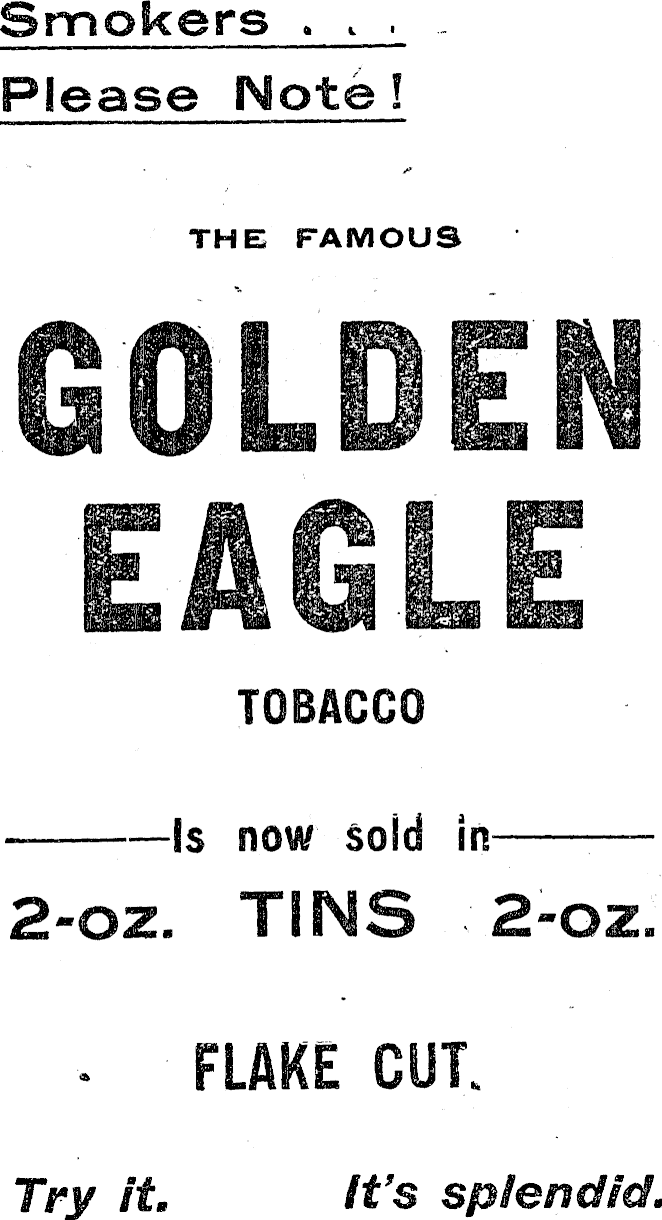 Smokers . . .
Please Note!
THE FAMOUS
GOLDEN
EAGLE
TOBACCO
Is now sold in
2-oz. TINS 2-oz.
FLAKE CUT.
Try it. It's splendid.